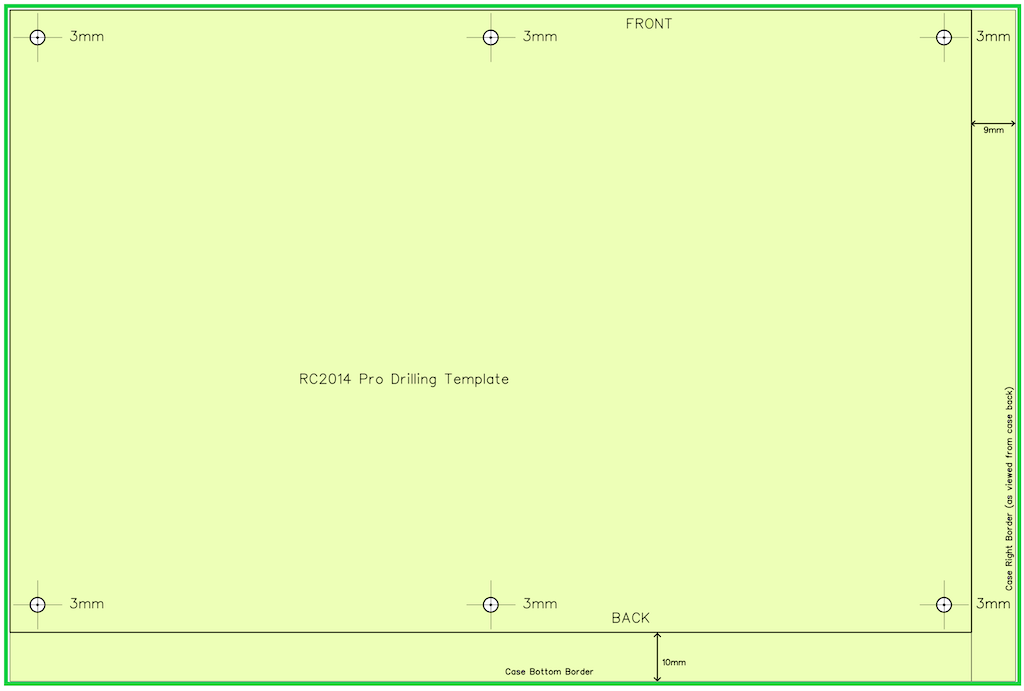 FRONT
3mm
3mm
3mm
9mm
RC2014 Pro Drilling Template
Case Right Border (as viewed from case back)
3mm
3mm
3mm
BACK
10mm
Case Bottom Border